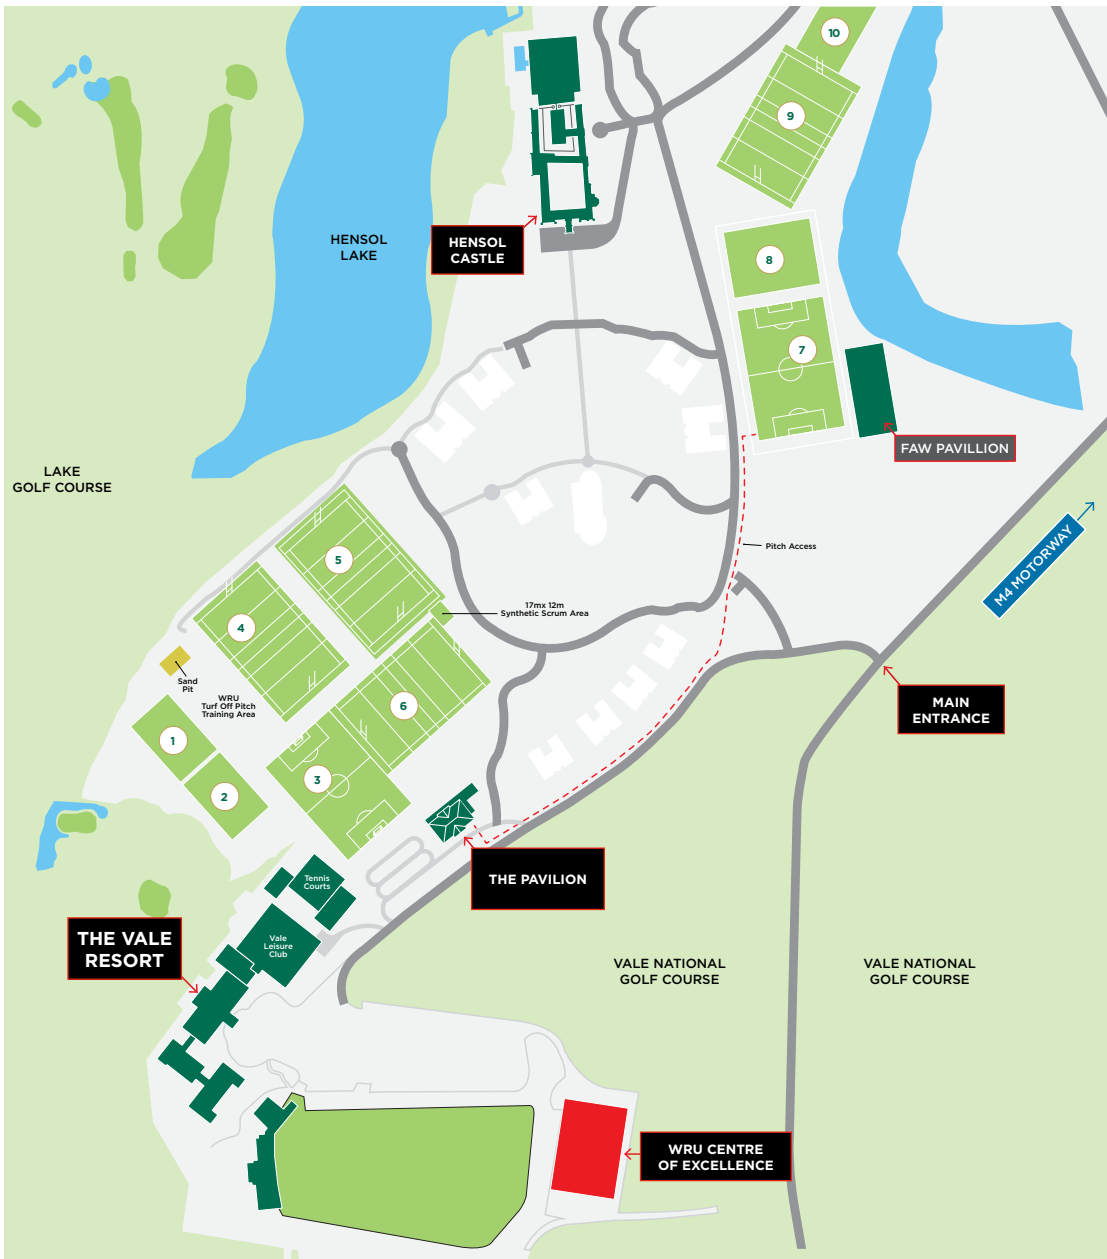 10
9
HENSOL
LAKE
HENSOL
CASTLE
8
7
FAW PAVILLION
LAKE
GOLF COURSE
M4 MOTORWAY
Pitch Access
5
17mx 12m
Synthetic Scrum Area
4
Sand
Pit
WRU
Turf Off Pitch
Training Area
6
MAIN
ENTRANCE
1
3
2
THE PAVILION
Tennis
Courts
THE VALE
RESORT
Vale
Leisure
Club
VALE NATIONAL
GOLF COURSE
VALE NATIONAL
GOLF COURSE
WRU CENTRE
OF EXCELLENCE